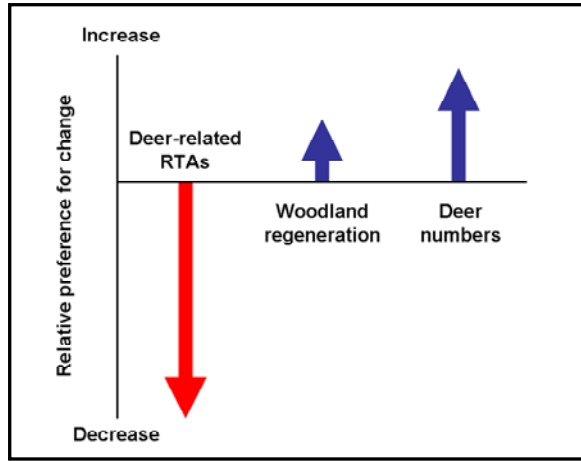 Increase
Relative preference for change
Deer-related
RTAs
Woodland
regeneration
Deer
numbers
Decrease